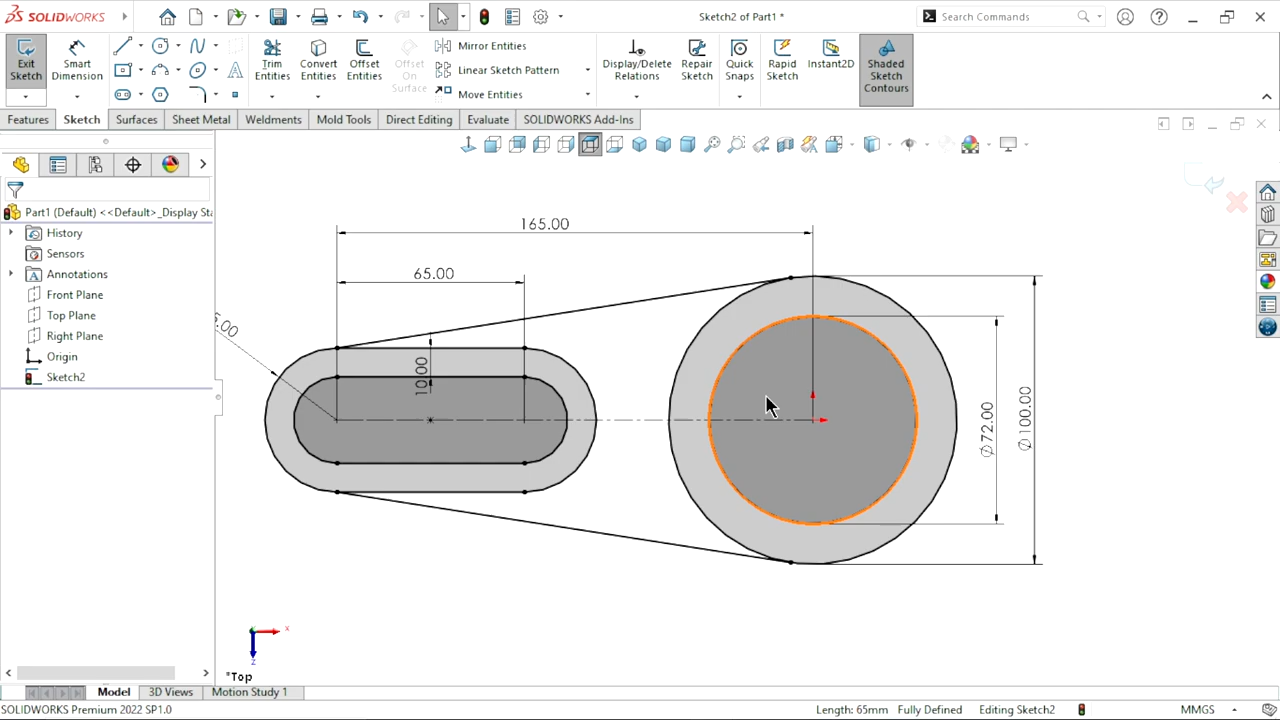 SOLIDWORKS
Sketch2 of Part1 *
Search Commands
Exit Sketch
Smart Dimension
Trim Entities
Convert Entities
Offset Entities
Offset On Surface
Mirror Entities
Linear Sketch Pattern
Move Entities
Display/Delete Relations
Repair Sketch
Quick Snaps
Rapid Sketch
Instant2D
Shaded Sketch Contours
Features
Sketch
Surfaces
Sheet Metal
Weldments
Mold Tools
Direct Editing
Evaluate
SOLIDWORKS Add-Ins
Part1 (Default) <<Default>_Display Sta
History
Sensors
Annotations
Front Plane
Top Plane
Right Plane
Origin
Sketch2
165.00
65.00
5.00
10.00
∅72.00
∅100.00
x
z
*Top
Model
3D Views
Motion Study 1
SOLIDWORKS Premium 2022 SP1.0
Length: 65mm
Fully Defined
Editing Sketch2
MMGS